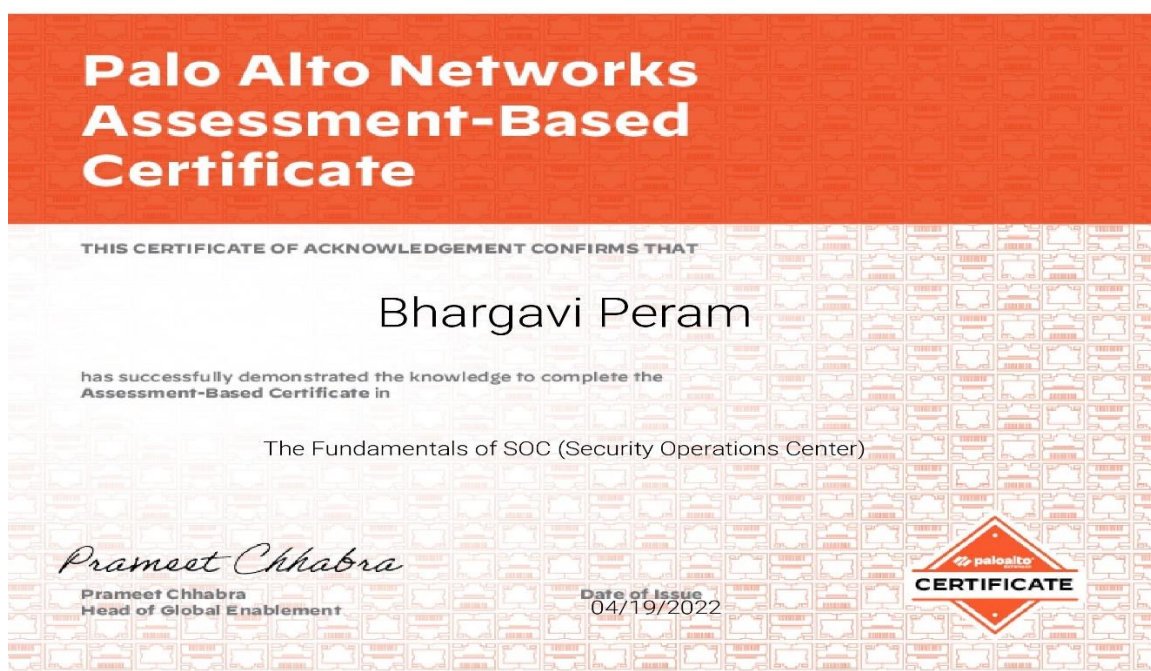 Palo Alto Networks
Assessment-Based
Certificate
THIS CERTIFICATE OF ACKNOWLEDGEMENT CONFIRMS THAT
Bhargavi Peram
has successfully demonstrated the knowledge to complete the
Assessment-Based Certificate in
The Fundamentals of SOC (Security Operations Center)
Prameet Chhabra
Prameet Chhabra
Head of Global Enablement
Date of Issue
04/19/2022
paloalto
NETWORKS
CERTIFICATE